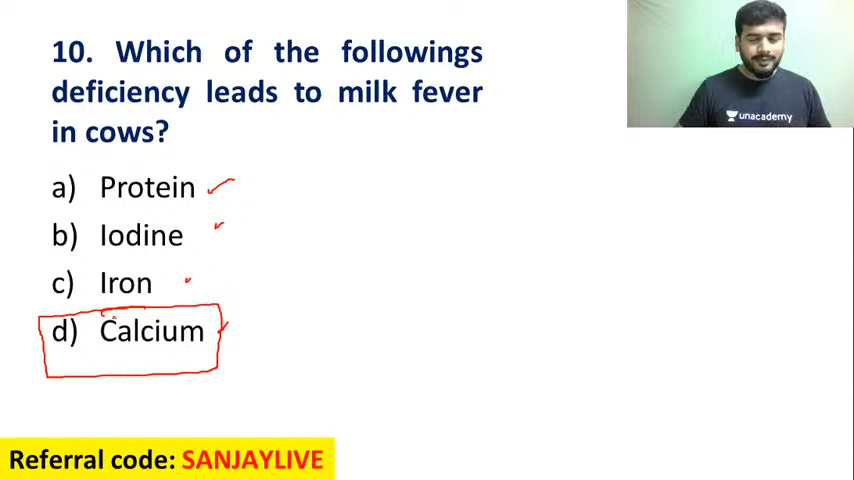 10. Which of the followings
deficiency leads to milk fever
in cows?
a) Protein
b) Iodine
c) Iron
d) Calcium
unacademy
Referral code: SANJAYLIVE